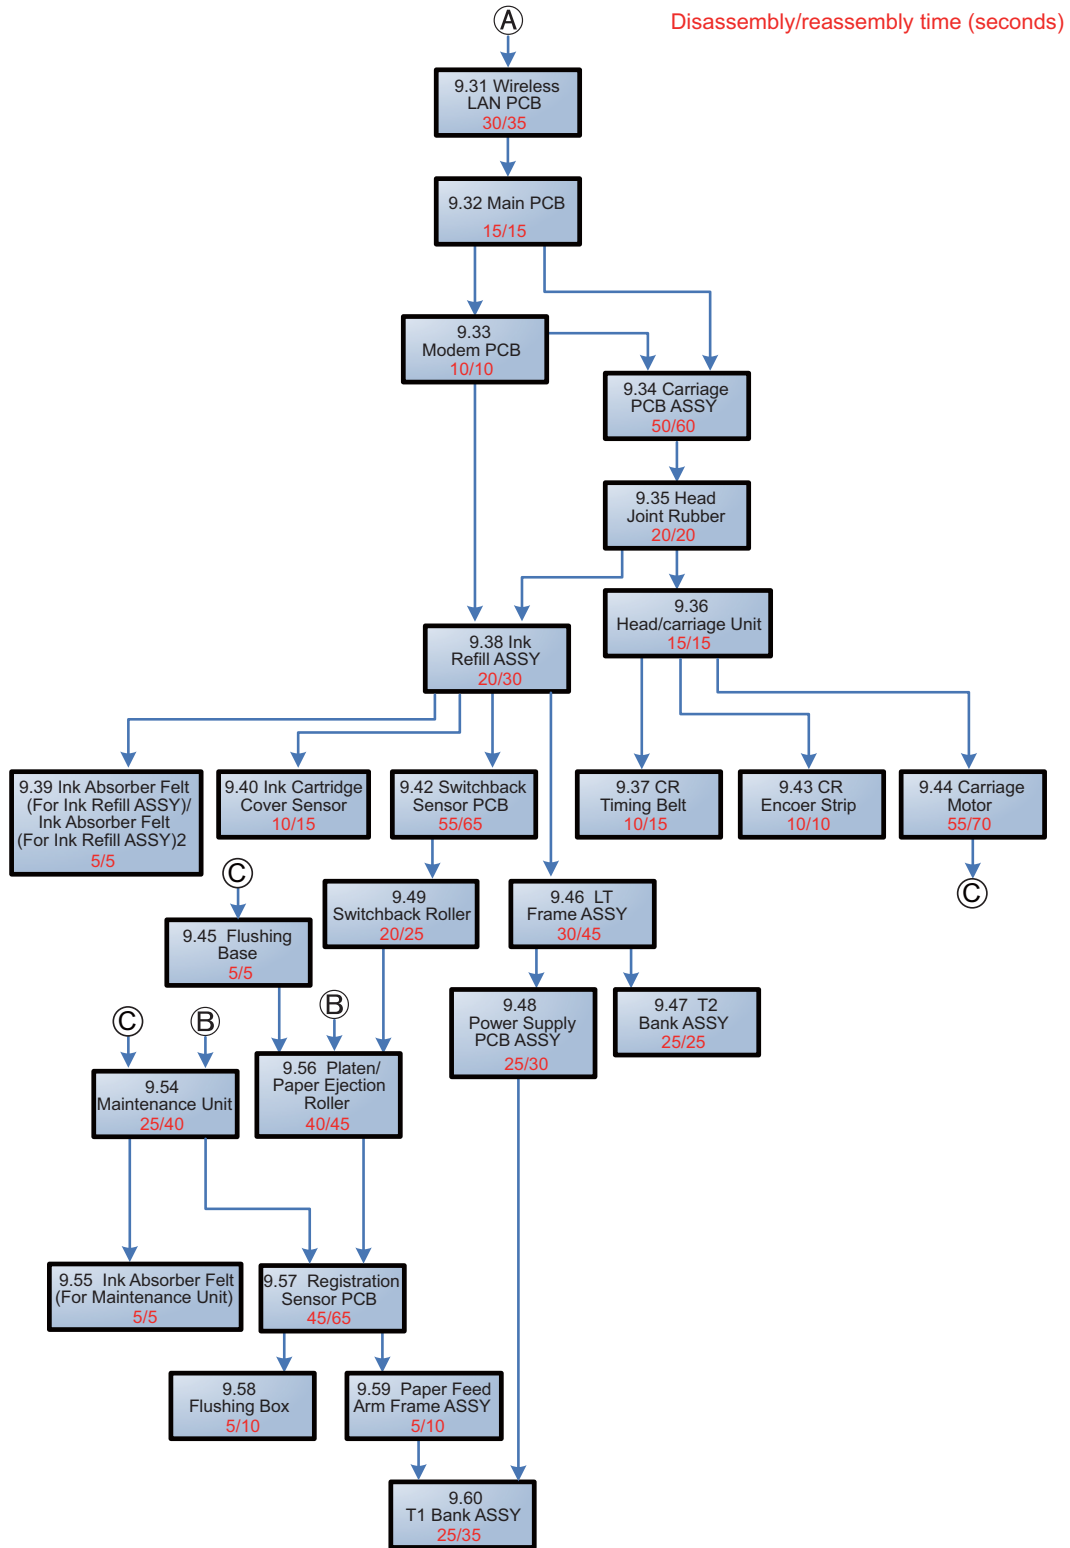 A
Disassembly/reassembly time (seconds)
9.31 Wireless
LAN PCB
30/35
9.32 Main PCB
15/15
9.33
Modem PCB
10/10
9.34 Carriage
PCB ASSY
50/60
9.35 Head
Joint Rubber
20/20
9.36
Head/carriage Unit
15/15
9.38 Ink
Refill ASSY
20/30
9.39 Ink Absorber Felt
(For Ink Refill ASSY)/
Ink Absorber Felt
(For Ink Refill ASSY)2
5/5
9.40 Ink Cartridge
Cover Sensor
10/15
9.42 Switchback
Sensor PCB
55/65
9.37 CR
Timing Belt
10/15
9.43 CR
Encoer Strip
10/10
9.44 Carriage
Motor
55/70
C
C
9.45 Flushing
Base
5/5
9.49
Switchback Roller
20/25
9.46 LT
Frame ASSY
30/45
9.48
Power Supply
PCB ASSY
25/30
9.47 T2
Bank ASSY
25/25
C
B
B
9.54
Maintenance Unit
25/40
9.56 Platen/
Paper Ejection
Roller
40/45
9.55 Ink Absorber Felt
(For Maintenance Unit)
5/5
9.57 Registration
Sensor PCB
45/65
9.58
Flushing Box
5/10
9.59 Paper Feed
Arm Frame ASSY
5/10
9.60
T1 Bank ASSY
25/35